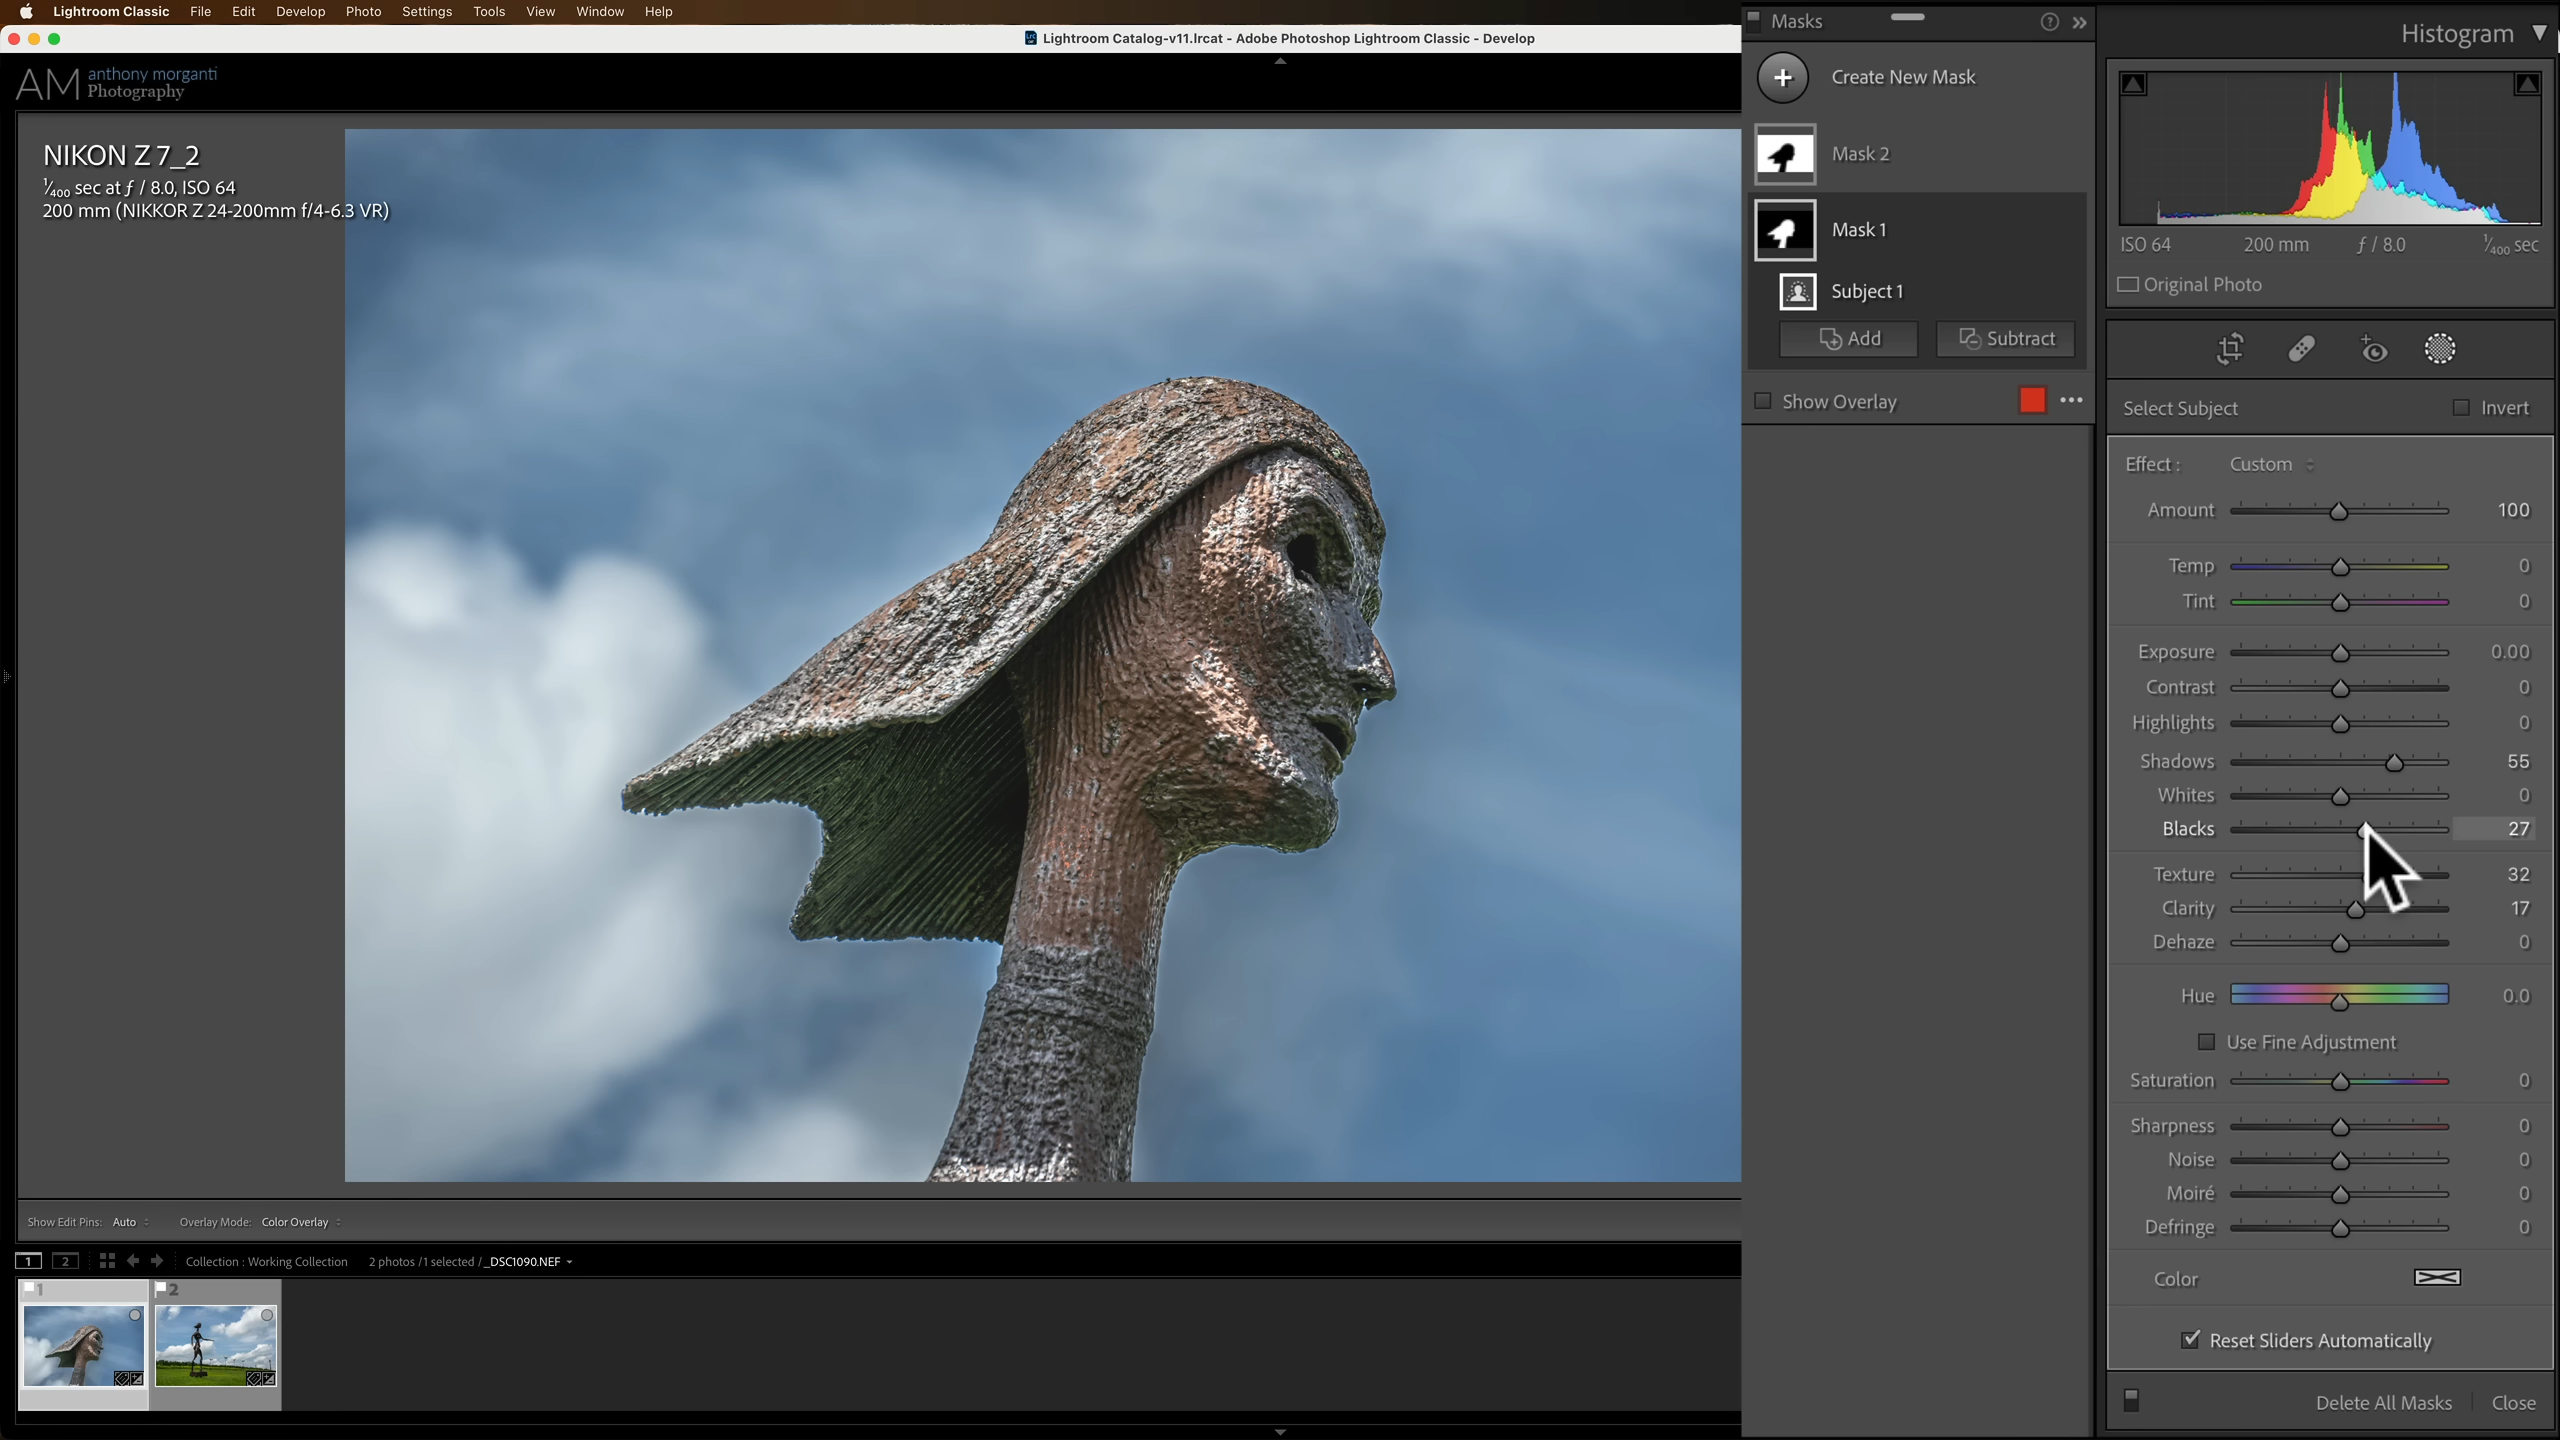 Lightroom Classic File Edit Develop Photo Settings Tools View Window Help
Lightroom Catalog-v11.lrcat - Adobe Photoshop Lightroom Classic - Develop
AM anthony morganti
Photography
NIKON Z 7_2
1/400 sec at ƒ / 8.0, ISO 64
200 mm (NIKKOR Z 24-200mm f/4-6.3 VR)
Masks
Create New Mask
Mask 2
Mask 1
Subject 1
Add Subtract
Show Overlay
Histogram
ISO 64 200 mm ƒ / 8.0 1/400 sec
Original Photo
Select Subject Invert
Effect : Custom
Amount 100
Temp 0
Tint 0
Exposure 0.00
Contrast 0
Highlights 0
Shadows 55
Whites 0
Blacks 27
Texture 32
Clarity 17
Dehaze 0
Hue 0.0
Use Fine Adjustment
Saturation 0
Sharpness 0
Noise 0
Moiré 0
Defringe 0
Color
Reset Sliders Automatically
Delete All Masks Close
Show Edit Pins: Auto Overlay Mode: Color Overlay
1 2 Collection : Working Collection 2 photos /1 selected /_DSC1090.NEF
1 2